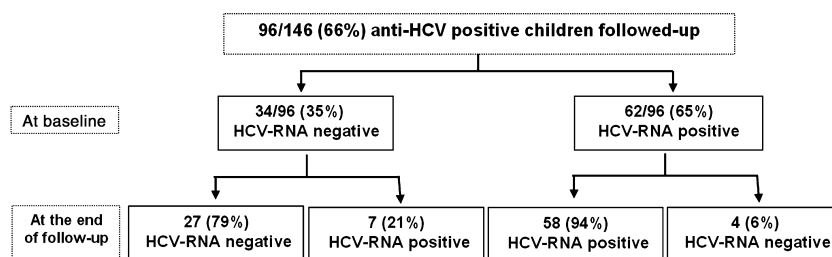 96/146 (66%) anti-HCV positive children followed-up
At baseline
34/96 (35%)
HCV-RNA negative
62/96 (65%)
HCV-RNA positive
At the end
of follow-up
27 (79%)
HCV-RNA negative
7 (21%)
HCV-RNA positive
58 (94%)
HCV-RNA positive
4 (6%)
HCV-RNA negative